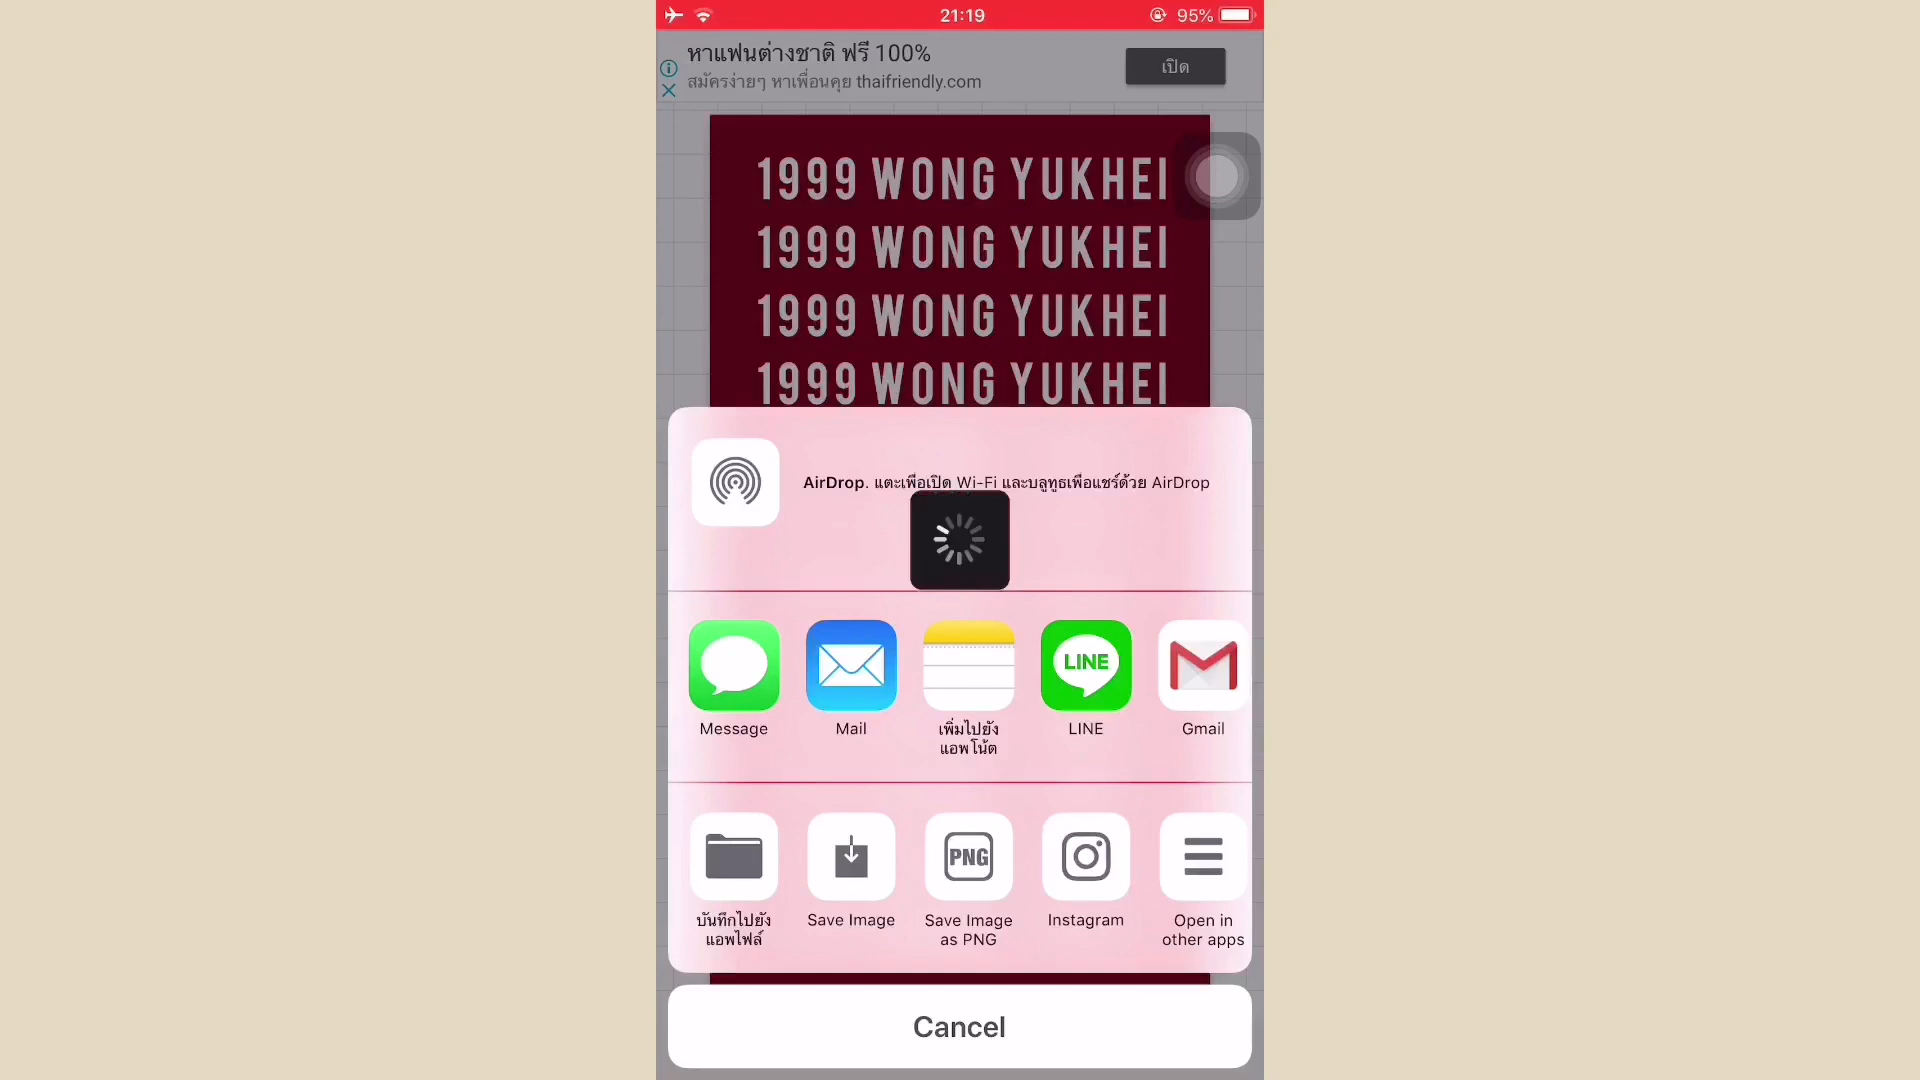 21:19
95%
หาแฟนต่างชาติ ฟรี 100%
สมัครง่ายๆ หาเพื่อนคุย thaifriendly.com
เปิด
1999 WONG YUKHEI
1999 WONG YUKHEI
1999 WONG YUKHEI
1999 WONG YUKHEI
AirDrop. แตะเพื่อเปิด Wi-Fi และบลูทูธเพื่อแชร์ด้วย AirDrop
Message
Mail
เพิ่มไปยัง
แอพโน้ต
LINE
LINE
Gmail
บันทึกไปยัง
แอพไฟล์
Save Image
PNG
Save Image
as PNG
Instagram
Open in
other apps
Cancel